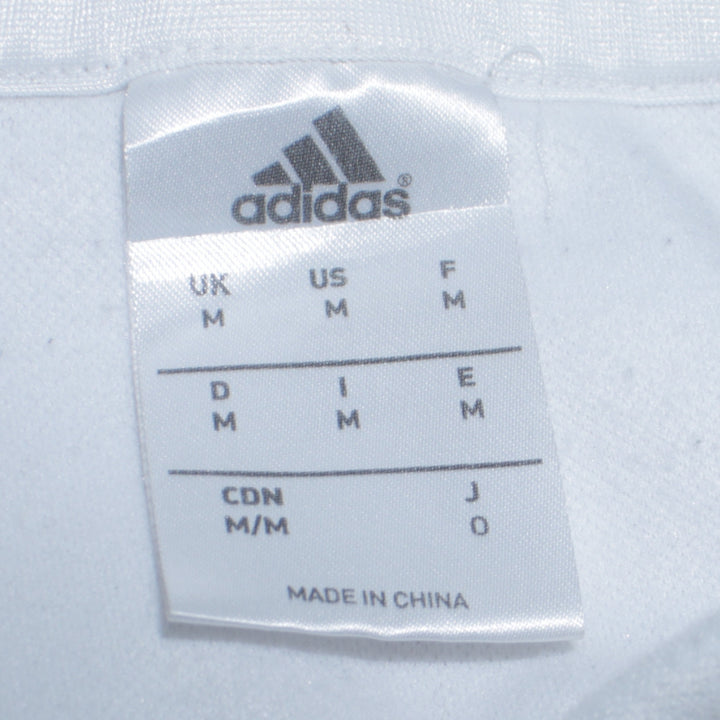 adidas®
UK US F
M M M
D I E
M M M
CDN J
M/M O
MADE IN CHINA